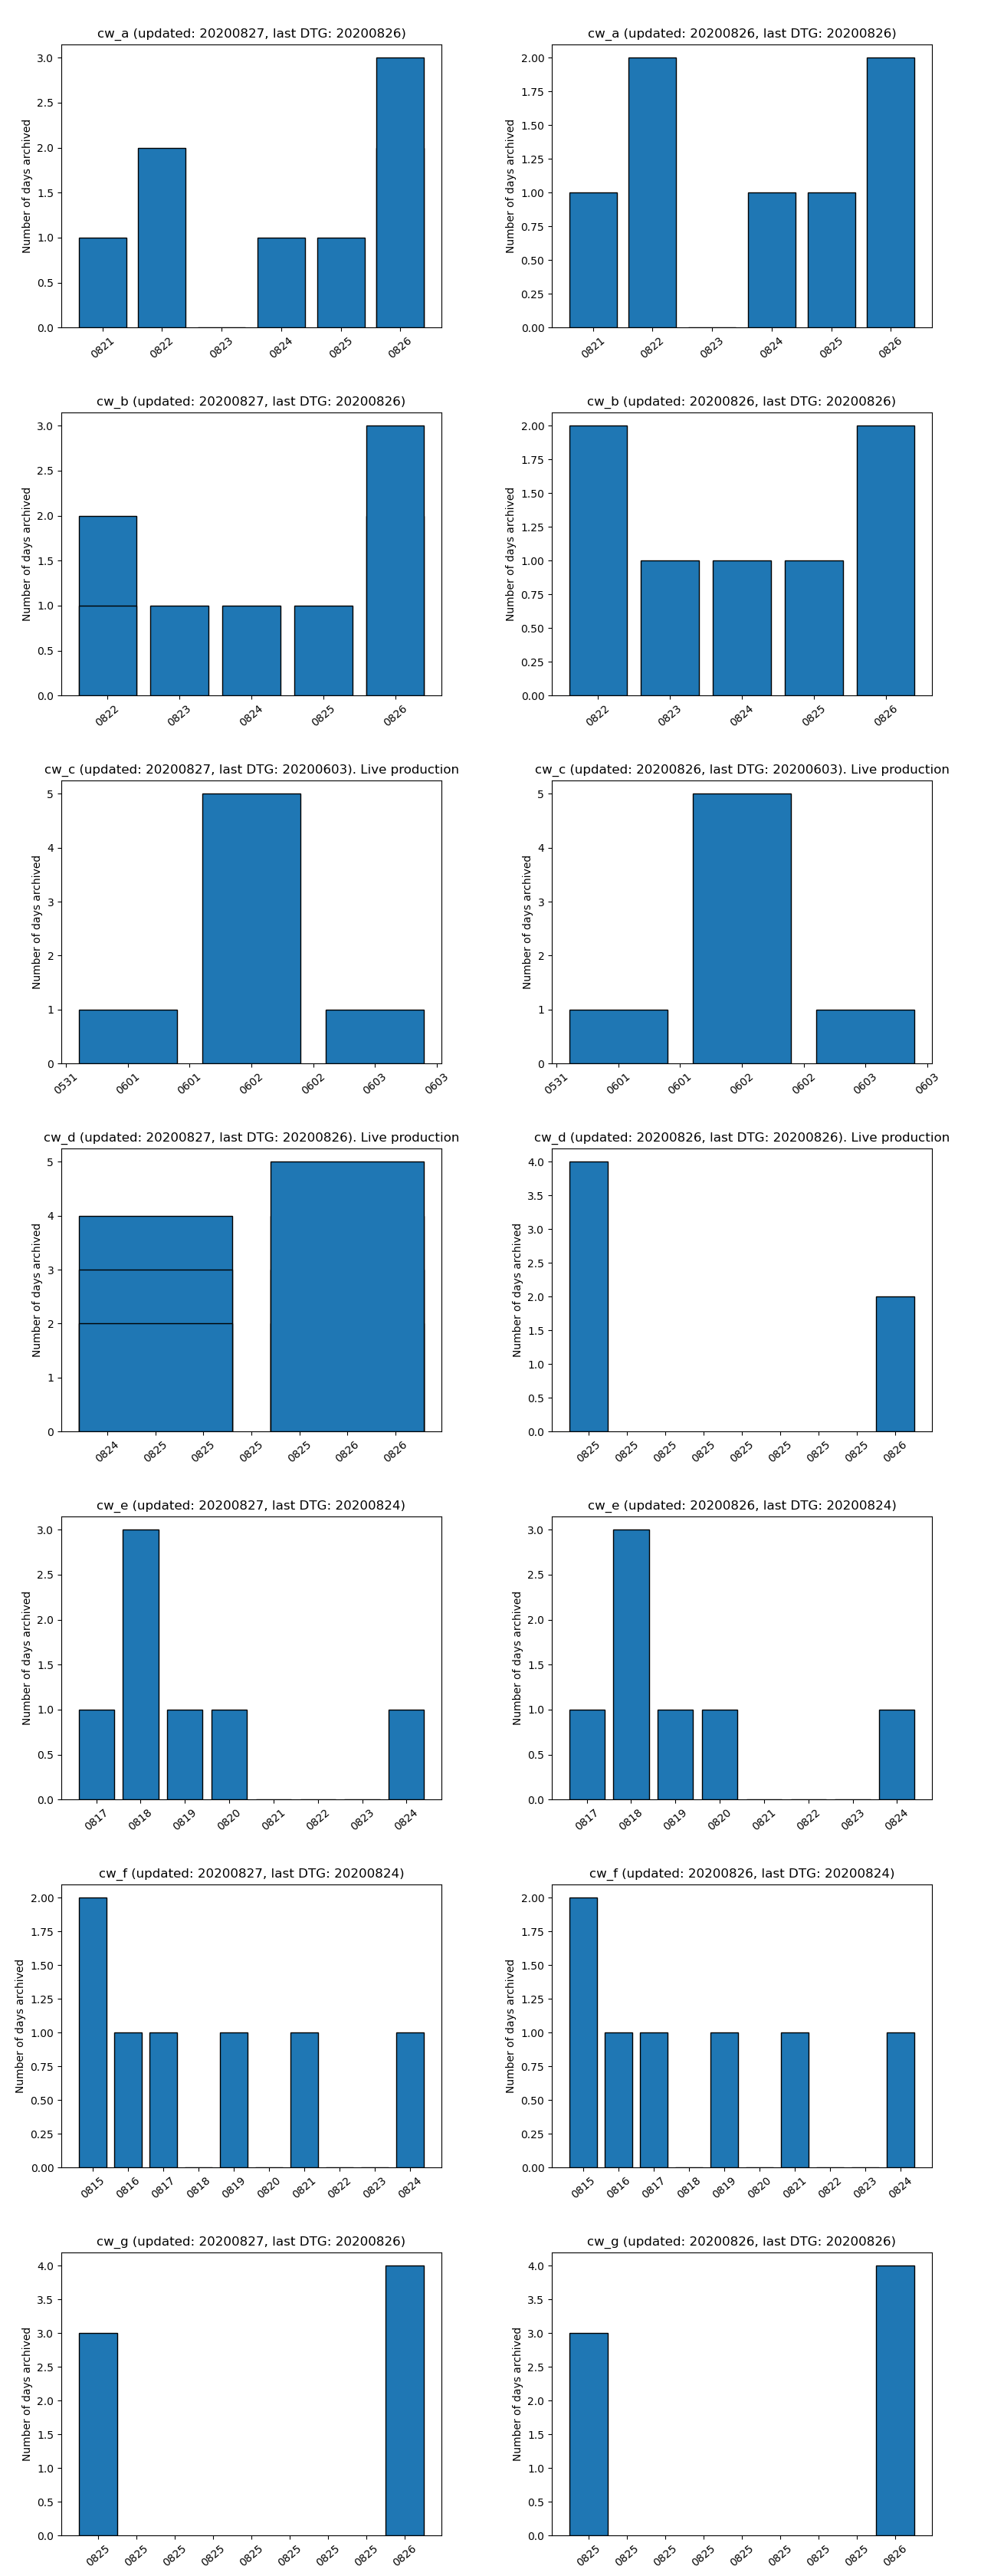 cw_a (updated: 20200827, last DTG: 20200826)
Number of days archived
3.0
2.5
2.0
1.5
1.0
0.5
0.0
0821 0822 0823 0824 0825 0826
cw_a (updated: 20200826, last DTG: 20200826)
Number of days archived
2.00
1.75
1.50
1.25
1.00
0.75
0.50
0.25
0.00
0821 0822 0823 0824 0825 0826
cw_b (updated: 20200827, last DTG: 20200826)
Number of days archived
3.0
2.5
2.0
1.5
1.0
0.5
0.0
0822 0823 0824 0825 0826
cw_b (updated: 20200826, last DTG: 20200826)
Number of days archived
2.00
1.75
1.50
1.25
1.00
0.75
0.50
0.25
0.00
0822 0823 0824 0825 0826
cw_c (updated: 20200827, last DTG: 20200603). Live production
Number of days archived
5
4
3
2
1
0
0531 0601 0601 0602 0602 0603 0603
cw_c (updated: 20200826, last DTG: 20200603). Live production
Number of days archived
5
4
3
2
1
0
0531 0601 0601 0602 0602 0603 0603
cw_d (updated: 20200827, last DTG: 20200826). Live production
Number of days archived
5
4
3
2
1
0
0824 0825 0825 0825 0825 0826 0826
cw_d (updated: 20200826, last DTG: 20200826). Live production
Number of days archived
4.0
3.5
3.0
2.5
2.0
1.5
1.0
0.5
0.0
0825 0825 0825 0825 0825 0825 0825 0825 0826
cw_e (updated: 20200827, last DTG: 20200824)
Number of days archived
3.0
2.5
2.0
1.5
1.0
0.5
0.0
0817 0818 0819 0820 0821 0822 0823 0824
cw_e (updated: 20200826, last DTG: 20200824)
Number of days archived
3.0
2.5
2.0
1.5
1.0
0.5
0.0
0817 0818 0819 0820 0821 0822 0823 0824
cw_f (updated: 20200827, last DTG: 20200824)
Number of days archived
2.00
1.75
1.50
1.25
1.00
0.75
0.50
0.25
0.00
0815 0816 0817 0818 0819 0820 0821 0822 0823 0824
cw_f (updated: 20200826, last DTG: 20200824)
Number of days archived
2.00
1.75
1.50
1.25
1.00
0.75
0.50
0.25
0.00
0815 0816 0817 0818 0819 0820 0821 0822 0823 0824
cw_g (updated: 20200827, last DTG: 20200826)
Number of days archived
4.0
3.5
3.0
2.5
2.0
1.5
1.0
0.5
0.0
0825 0825 0825 0825 0825 0825 0825 0825 0826
cw_g (updated: 20200826, last DTG: 20200826)
Number of days archived
4.0
3.5
3.0
2.5
2.0
1.5
1.0
0.5
0.0
0825 0825 0825 0825 0825 0825 0825 0825 0826